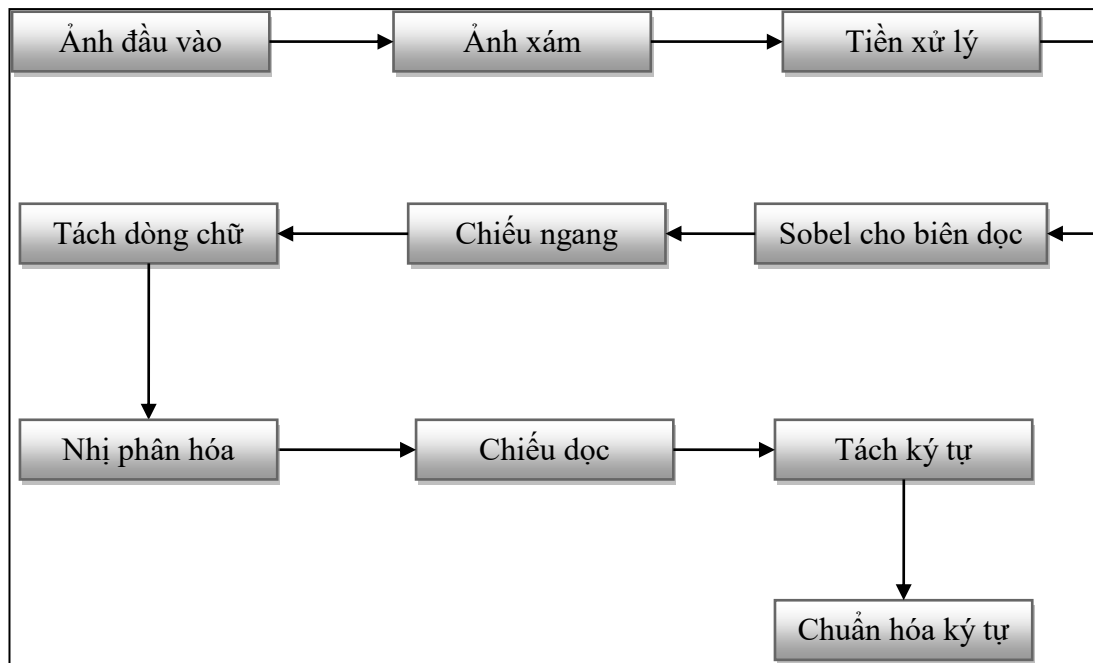 Ảnh đầu vào
Ảnh xám
Tiền xử lý
Sobel cho biên dọc
Chiếu ngang
Tách dòng chữ
Nhị phân hóa
Chiếu dọc
Tách ký tự
Chuẩn hóa ký tự